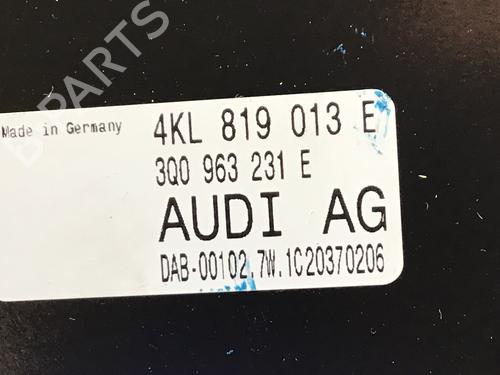 B PARTS
Made in Germany
4KL 819 013 E
3Q0 963 231 E
AUDI AG
DAB-00102.7W.1C20370206